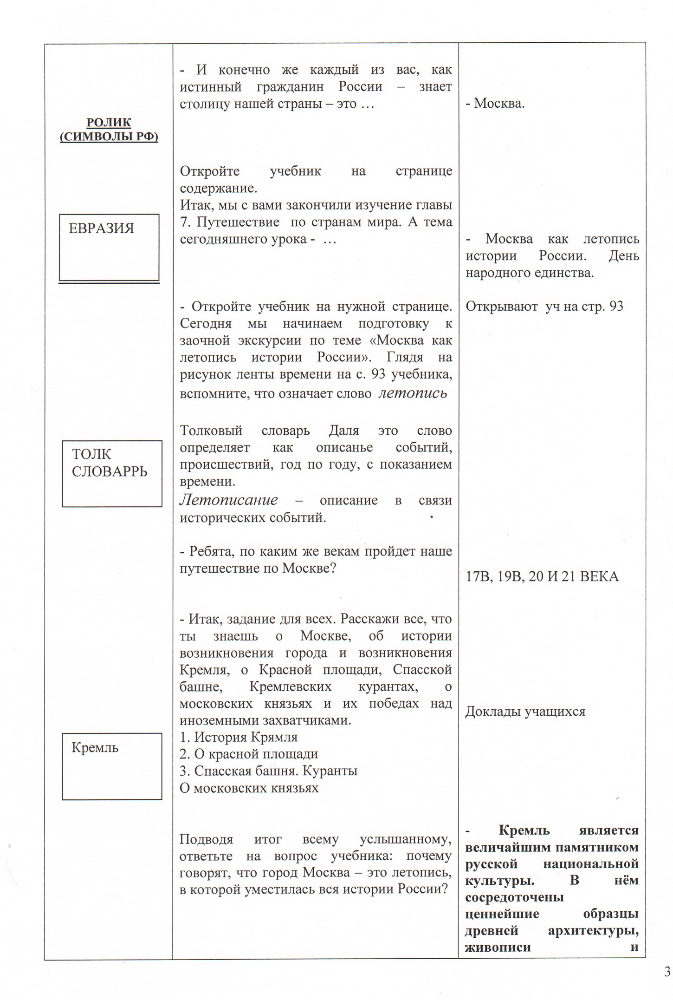 - И конечно же каждый из вас, как
истинный гражданин России – знает
столицу нашей страны – это …
- Москва.
РОЛИК
(СИМВОЛЫ РФ)
Откройте учебник на странице
содержание.
Итак, мы с вами закончили изучение главы
7. Путешествие по странам мира. А тема
сегодняшнего урока - …
ЕВРАЗИЯ
- Москва как летопись
истории России. День
народного единства.
- Откройте учебник на нужной странице.
Сегодня мы начинаем подготовку к
заочной экскурсии по теме «Москва как
летопись истории России». Глядя на
рисунок ленты времени на с. 93 учебника,
вспомните, что означает слово летопись
Открывают уч на стр. 93
Толковый словарь Даля это слово
определяет как описанье событий,
происшествий, год по году, с показанием
времени.
Летописание – описание в связи
исторических событий.
ТОЛК
СЛОВАРРЬ
- Ребята, по каким же векам пройдет наше
путешествие по Москве?
17В, 19В, 20 И 21 ВЕКА
- Итак, задание для всех. Расскажи все, что
ты знаешь о Москве, об истории
возникновения города и возникновения
Кремля, о Красной площади, Спасской
башне, Кремлевских курантах, о
московских князьях и их победах над
иноземными захватчиками.
1. История Крямля
2. О красной площади
3. Спасская башня. Куранты
О московских князьях
Доклады учащихся
Кремль
Подводя итог всему услышанному,
ответьте на вопрос учебника: почему
говорят, что город Москва – это летопись,
в которой уместилась вся истории России?
- Кремль является
величайшим памятником
русской национальной
культуры. В нём
сосредоточены
ценнейшие образцы
древней архитектуры,
живописи и
3